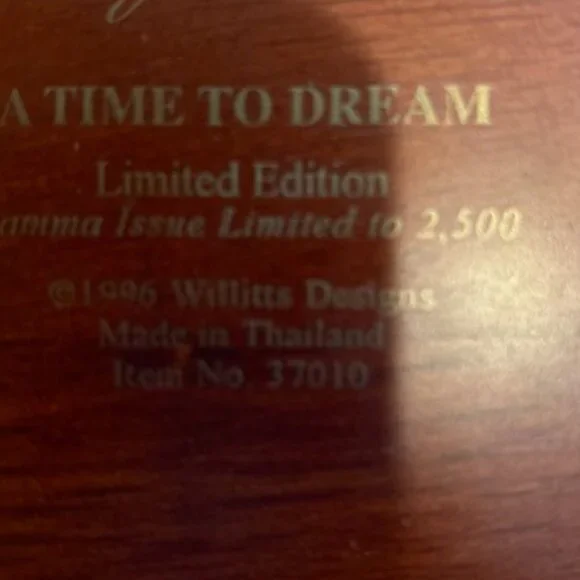 A TIME TO DREAM
Limited Edition
amma Issue Limited to 2,500
©1996 Willitts Designs
Made in Thailand
Item No. 37010